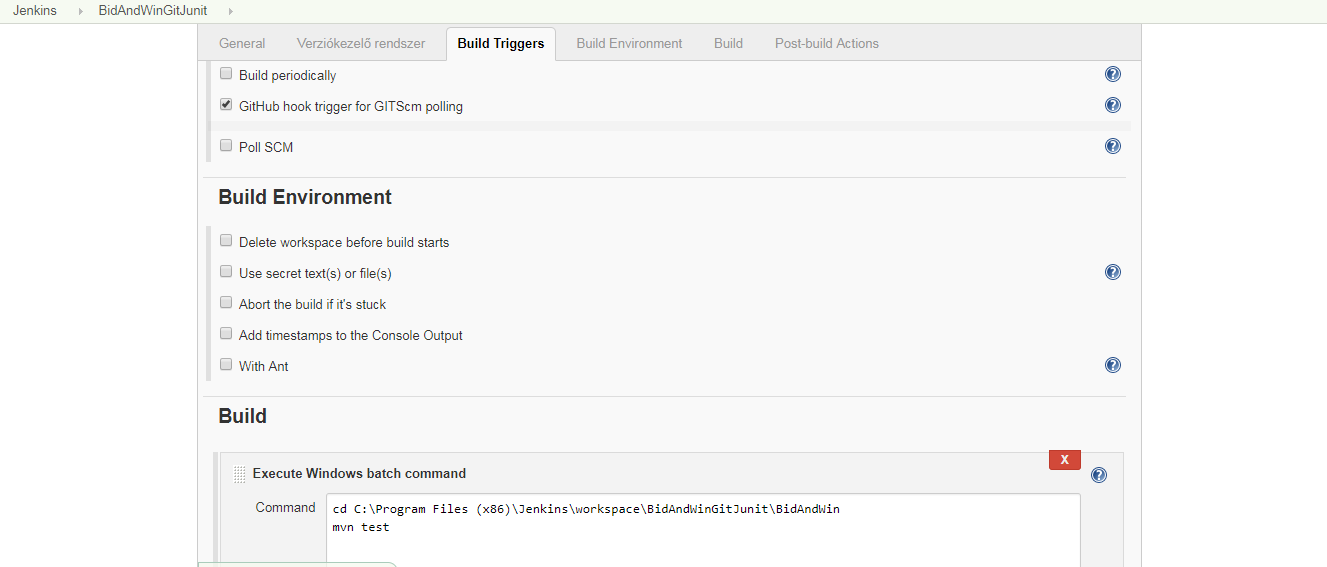 Jenkins BidAndWinGitJunit
General Verziókezelő rendszer Build Triggers Build Environment Build Post-build Actions
Build periodically
GitHub hook trigger for GITScm polling
Poll SCM
Build Environment
Delete workspace before build starts
Use secret text(s) or file(s)
Abort the build if it's stuck
Add timestamps to the Console Output
With Ant
Build
X
Execute Windows batch command
Command
cd C:\Program Files (x86)\Jenkins\workspace\BidAndWinGitJunit\BidAndWin
mvn test